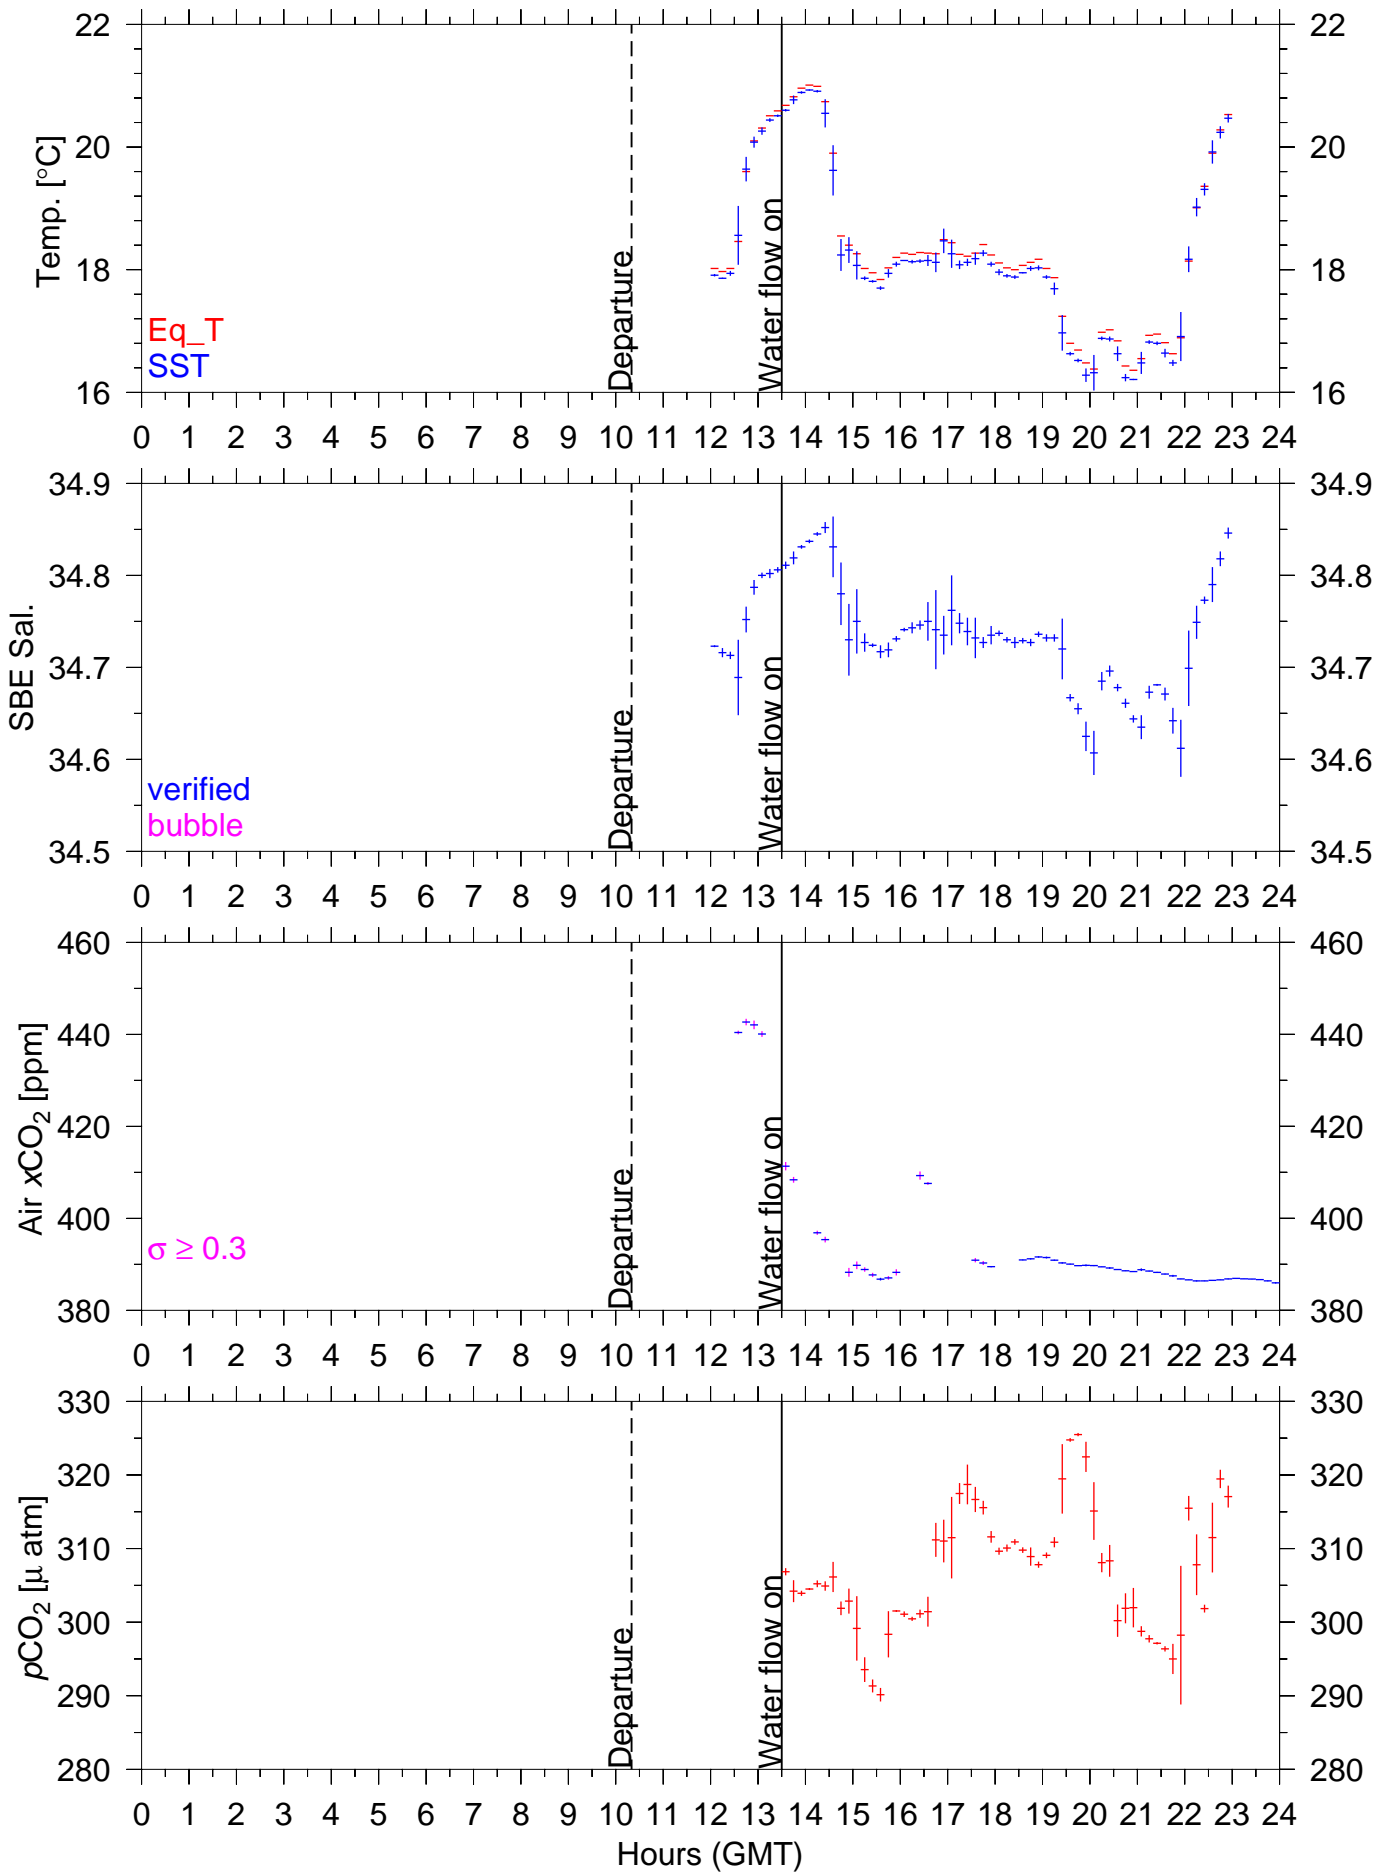 22 22
20 20
18 18
16 16
Temp. [°C]
Eq_T
SST
Departure
Water flow on
0 1 2 3 4 5 6 7 8 9 10 11 12 13 14 15 16 17 18 19 20 21 22 23 24
34.9 34.9
34.8 34.8
34.7 34.7
34.6 34.6
34.5 34.5
SBE Sal.
verified
bubble
Departure
Water flow on
0 1 2 3 4 5 6 7 8 9 10 11 12 13 14 15 16 17 18 19 20 21 22 23 24
460 460
440 440
420 420
400 400
380 380
Air xCO₂ [ppm]
σ ≥ 0.3
Departure
Water flow on
0 1 2 3 4 5 6 7 8 9 10 11 12 13 14 15 16 17 18 19 20 21 22 23 24
330 330
320 320
310 310
300 300
290 290
280 280
pCO₂ [μ atm]
Departure
Water flow on
0 1 2 3 4 5 6 7 8 9 10 11 12 13 14 15 16 17 18 19 20 21 22 23 24
Hours (GMT)